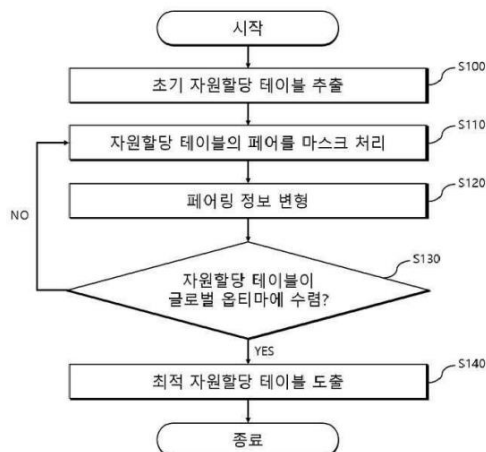 시작
S100
초기 자원할당 테이블 추출
S110
자원할당 테이블의 페어를 마스크 처리
S120
페어링 정보 변형
NO
S130
자원할당 테이블이
글로벌 옵티마에 수렴?
YES
S140
최적 자원할당 테이블 도출
종료